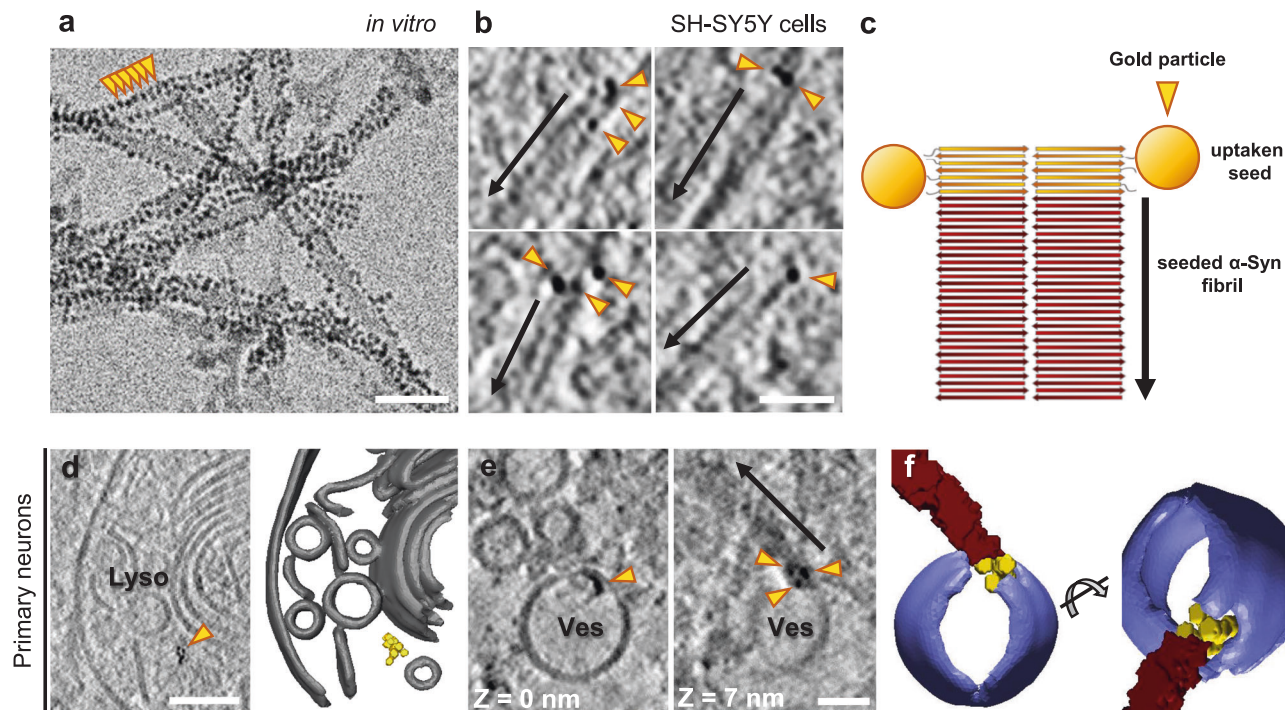 a
in vitro
b
SH-SY5Y cells
c
Gold particle
uptaken
seed
seeded α-Syn
fibril
Primary neurons
d
Lyso
e
Ves
Z = 0 nm
Ves
Z = 7 nm
f